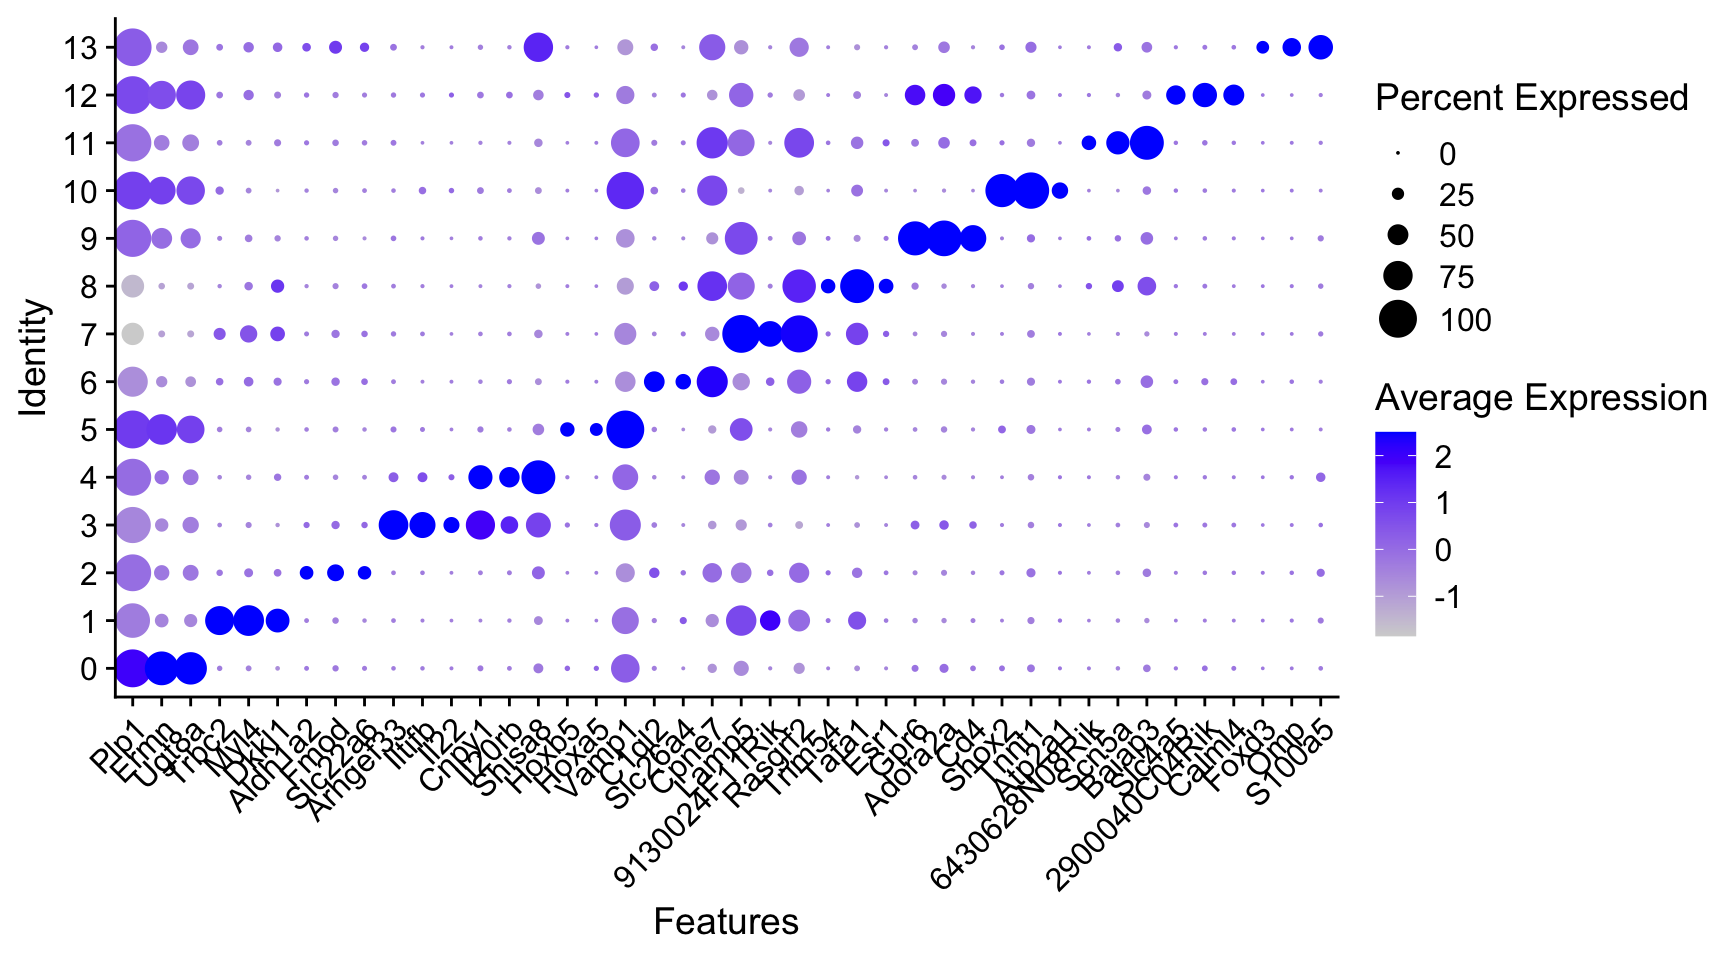 13
12
11
10
9
8
7
6
5
4
3
2
1
0
Identity
Plp1
Ermn
Ugt8a
Trpc2
Myl4
Dkkl1
Aldh1a2
Fmod
Slc22a6
Arhgef33
Iltifb
Il22
Cnpy1
Il20rb
Shisa8
Hoxb5
Hoxa5
Vamp1
C1ql2
Slc26a4
Cpne7
Lamp5
9130024F11Rik
Rasgrf2
Trim54
Tafa1
Esr1
Gpr6
Adora2a
Cd4
Shox2
Tnnt1
Atp2a1
6430628N08Rik
Scn5a
Baiap3
Slc4a5
2900040C04Rik
Calml4
Foxd3
Omp
S100a5
Features
Percent Expressed
0
25
50
75
100
Average Expression
2
1
0
-1